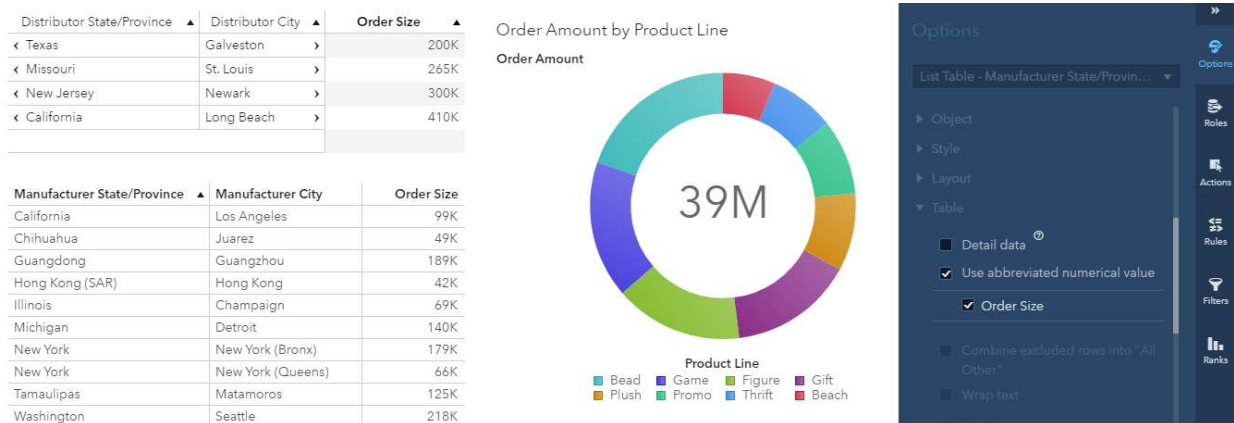 Distributor State/Province ▲ Distributor City ▲ Order Size ▲
‹ Texas Galveston › 200K
‹ Missouri St. Louis › 265K
‹ New Jersey Newark › 300K
‹ California Long Beach › 410K
Manufacturer State/Province ▲ Manufacturer City Order Size
California Los Angeles 99K
Chihuahua Juarez 49K
Guangdong Guangzhou 189K
Hong Kong (SAR) Hong Kong 42K
Illinois Champaign 69K
Michigan Detroit 140K
New York New York (Bronx) 179K
New York New York (Queens) 66K
Tamaulipas Matamoros 125K
Washington Seattle 218K
Order Amount by Product Line
Order Amount
39M
Product Line
Bead Game Figure Gift
Plush Promo Thrift Beach
Options
List Table - Manufacturer State/Provin...
Object
Style
Layout
Table
Detail data
Use abbreviated numerical value
Order Size
Combine excluded rows into "All
Other"
Wrap text
»
Options
Roles
Actions
Rules
Filters
Ranks